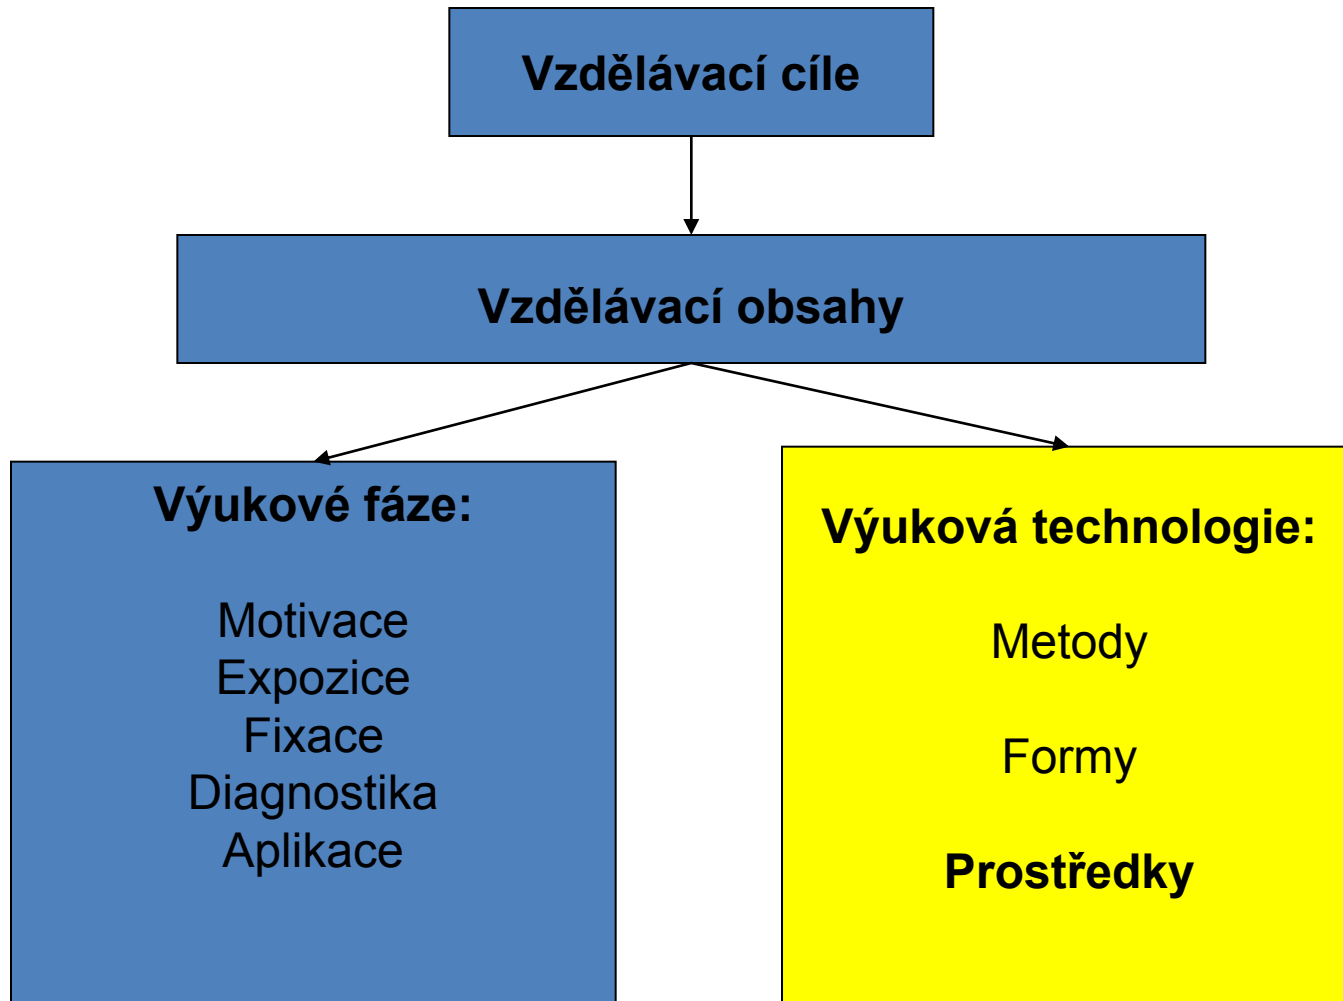 Vzdělávací cíle
Vzdělávací obsahy
Výukové fáze:
Motivace
Expozice
Fixace
Diagnostika
Aplikace
Výuková technologie:
Metody
Formy
Prostředky